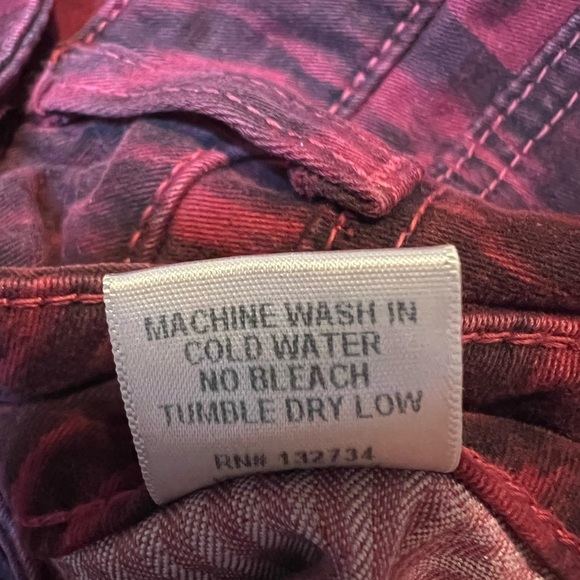 MACHINE WASH IN
COLD WATER
NO BLEACH
TUMBLE DRY LOW
RN# 132734